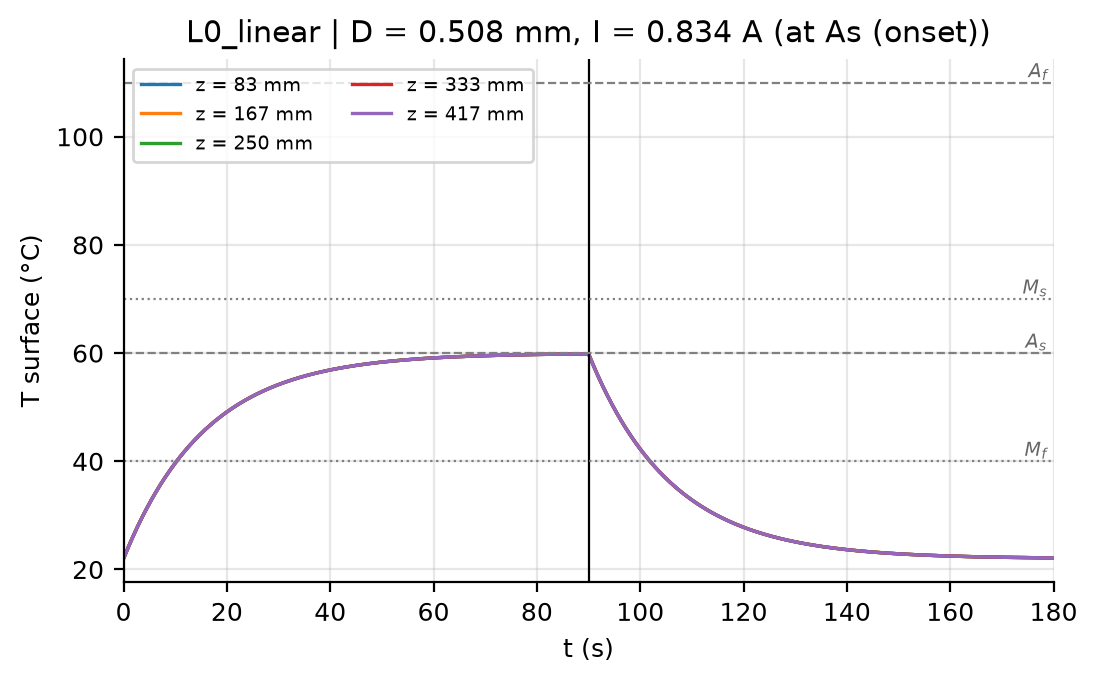 L0_linear | D = 0.508 mm, I = 0.834 A (at As (onset))
z = 83 mm
z = 167 mm
z = 250 mm
z = 333 mm
z = 417 mm
A_f
M_s
A_s
M_f
T surface (°C)
100
80
60
40
20
0 20 40 60 80 100 120 140 160 180
t (s)